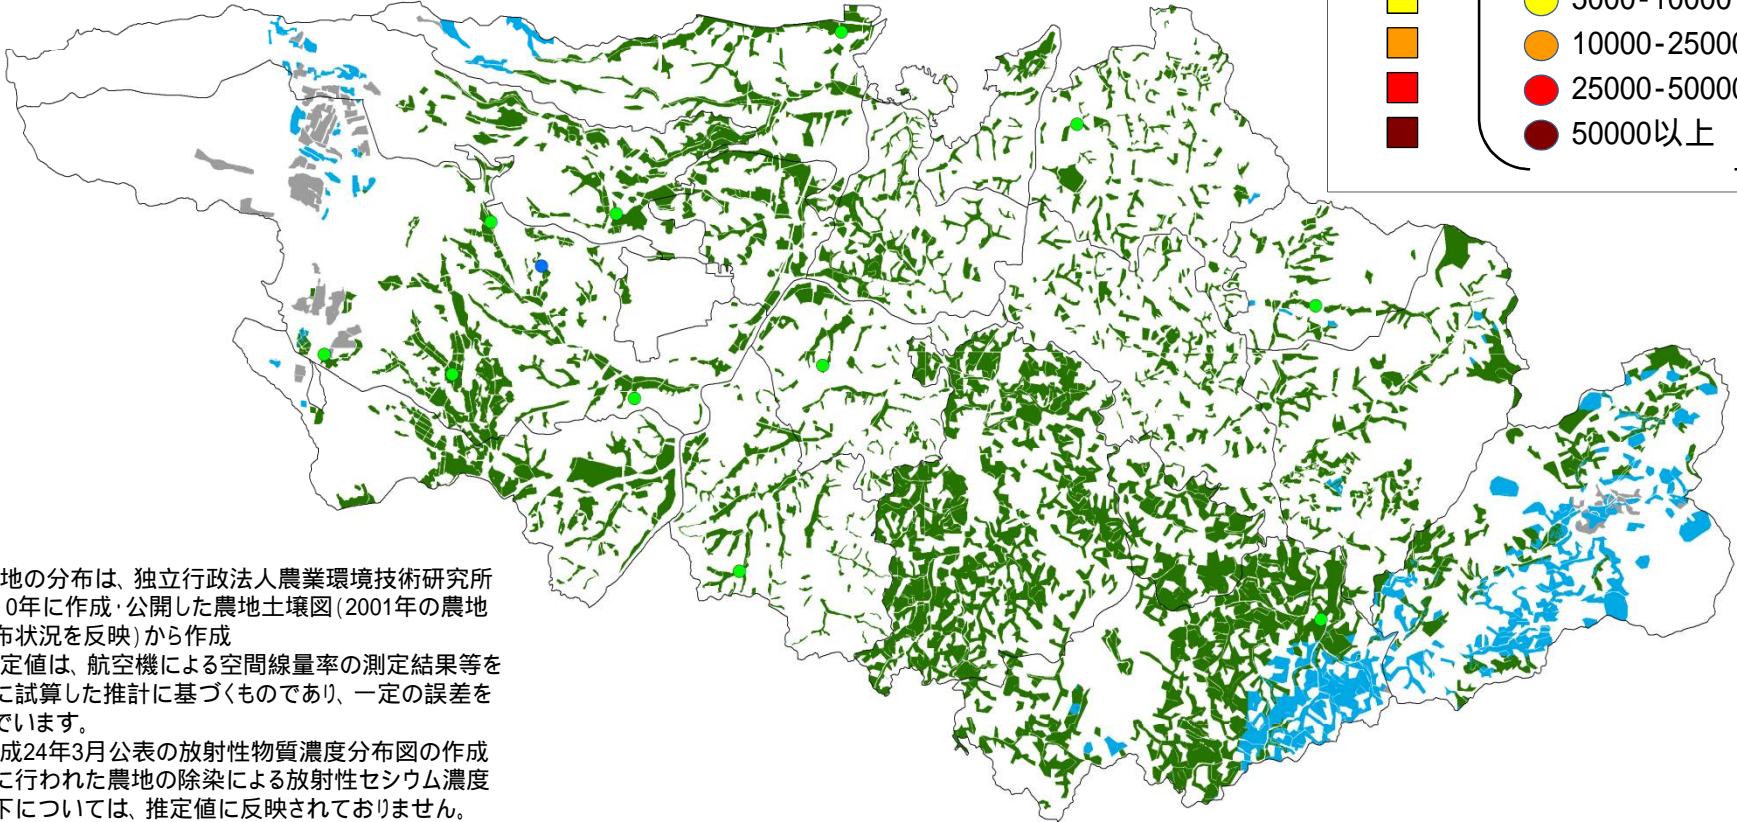 5000-10000
10000-25000
25000-50000
50000以上
地の分布は、独立行政法人農業環境技術研究所
0年に作成・公開した農地土壌図(2001年の農地
布状況を反映)から作成
定値は、航空機による空間線量率の測定結果等を
に試算した推計に基づくものであり、一定の誤差を
でいます。
成24年3月公表の放射性物質濃度分布図の作成
に行われた農地の除染による放射性セシウム濃度
下については、推定値に反映されておりません。